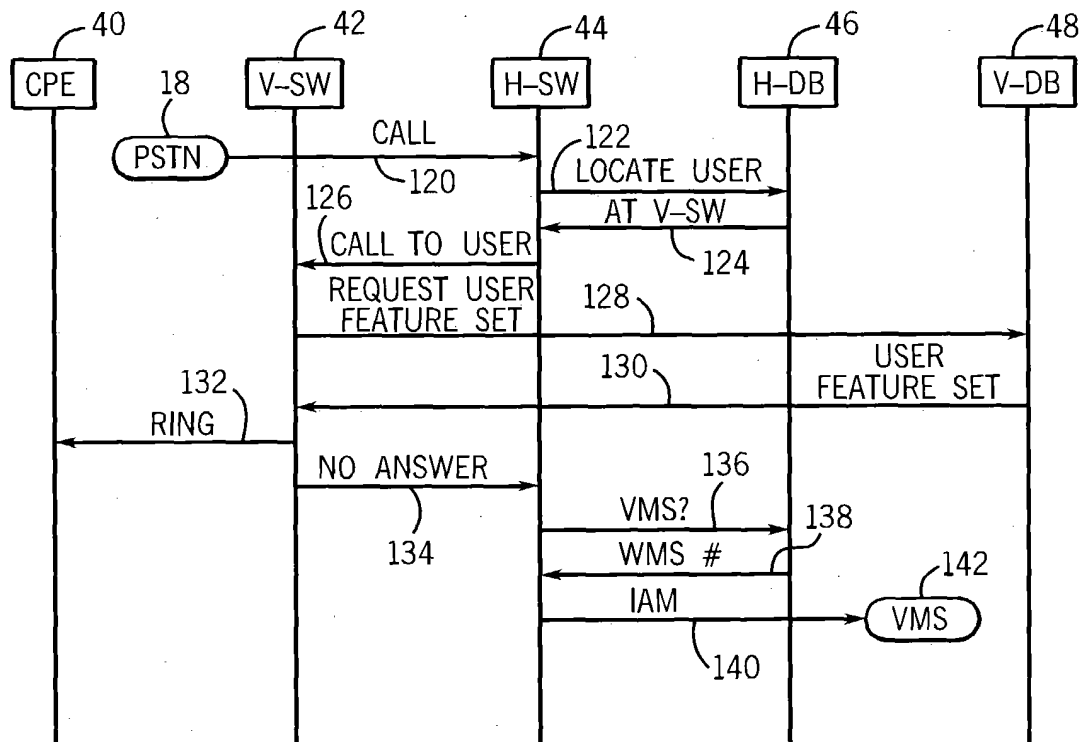 40 42 44 46 48
CPE V-SW H-SW H-DB V-DB
18
PSTN
CALL
120
122
LOCATE USER
126
AT V-SW
124
CALL TO USER
REQUEST USER
FEATURE SET
128
USER
FEATURE SET
130
132
RING
NO ANSWER
134
136
VMS?
138
WMS #
142
IAM
VMS
140